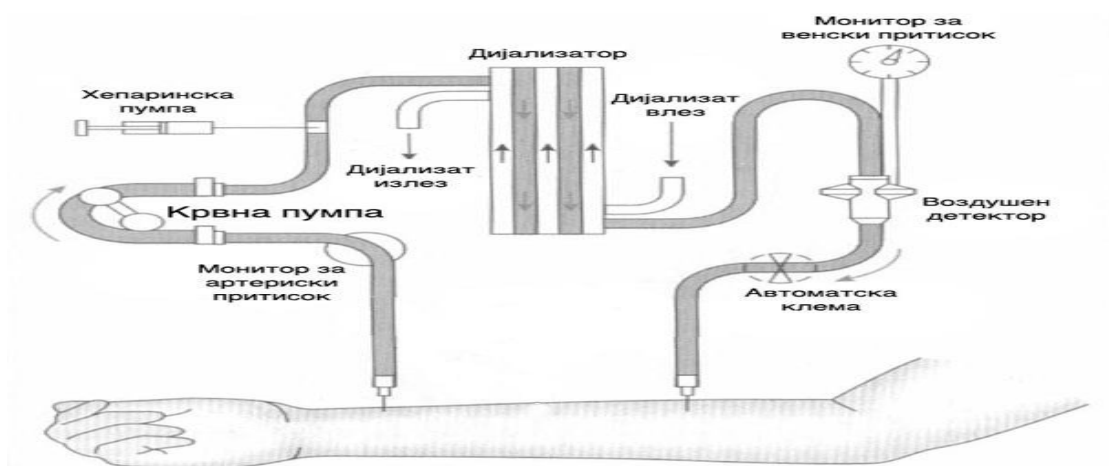 Монитор за
венски притисок
Дијализатор
Хепаринска
пумпа
Дијализат
влез
Дијализат
излез
Крвна пумпа
Воздушен
детектор
Монитор за
артериски
притисок
Автоматска
клема